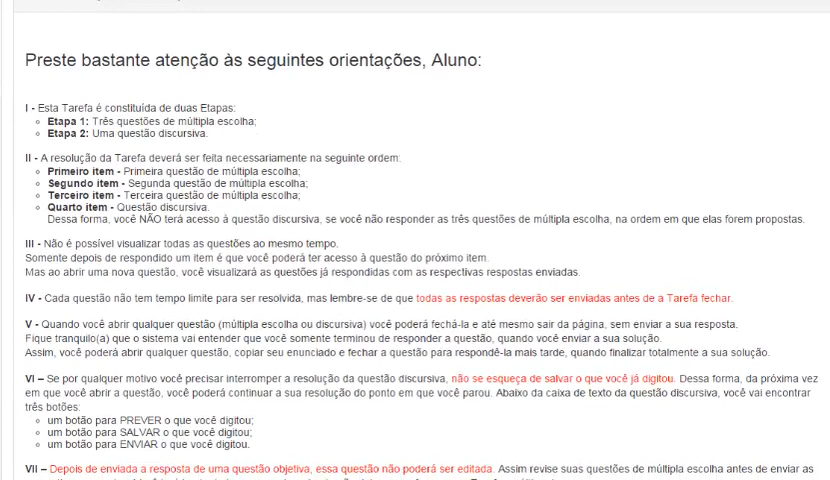 Preste bastante atenção às seguintes orientações, Aluno:
I - Esta Tarefa é constituída de duas Etapas:
Etapa 1: Três questões de múltipla escolha;
Etapa 2: Uma questão discursiva.
II - A resolução da Tarefa deverá ser feita necessariamente na seguinte ordem:
Primeiro item - Primeira questão de múltipla escolha;
Segundo item - Segunda questão de múltipla escolha;
Terceiro item - Terceira questão de múltipla escolha;
Quarto item - Questão discursiva.
Dessa forma, você NÃO terá acesso à questão discursiva, se você não responder as três questões de múltipla escolha, na ordem em que elas forem propostas.
III - Não é possível visualizar todas as questões ao mesmo tempo.
Somente depois de respondido um item é que você poderá ter acesso à questão do próximo item.
Mas ao abrir uma nova questão, você visualizará as questões já respondidas com as respectivas respostas enviadas.
IV - Cada questão não tem tempo limite para ser resolvida, mas lembre-se de que todas as respostas deverão ser enviadas antes de a Tarefa fechar.
V - Quando você abrir qualquer questão (múltipla escolha ou discursiva) você poderá fechá-la e até mesmo sair da página, sem enviar a sua resposta.
Fique tranquilo(a) que o sistema vai entender que você somente terminou de responder a questão, quando você enviar a sua solução.
Assim, você poderá abrir qualquer questão, copiar seu enunciado e fechar a questão para respondê-la mais tarde, quando finalizar totalmente a sua solução.
VI – Se por qualquer motivo você precisar interromper a resolução da questão discursiva, não se esqueça de salvar o que você já digitou. Dessa forma, da próxima vez
em que você abrir a questão, você poderá continuar a sua resolução do ponto em que você parou. Abaixo da caixa de texto da questão discursiva, você vai encontrar
três botões:
um botão para PREVER o que você digitou;
um botão para SALVAR o que você digitou;
um botão para ENVIAR o que você digitou.
VII – Depois de enviada a resposta de uma questão objetiva, essa questão não poderá ser editada. Assim revise suas questões de múltipla escolha antes de enviar as